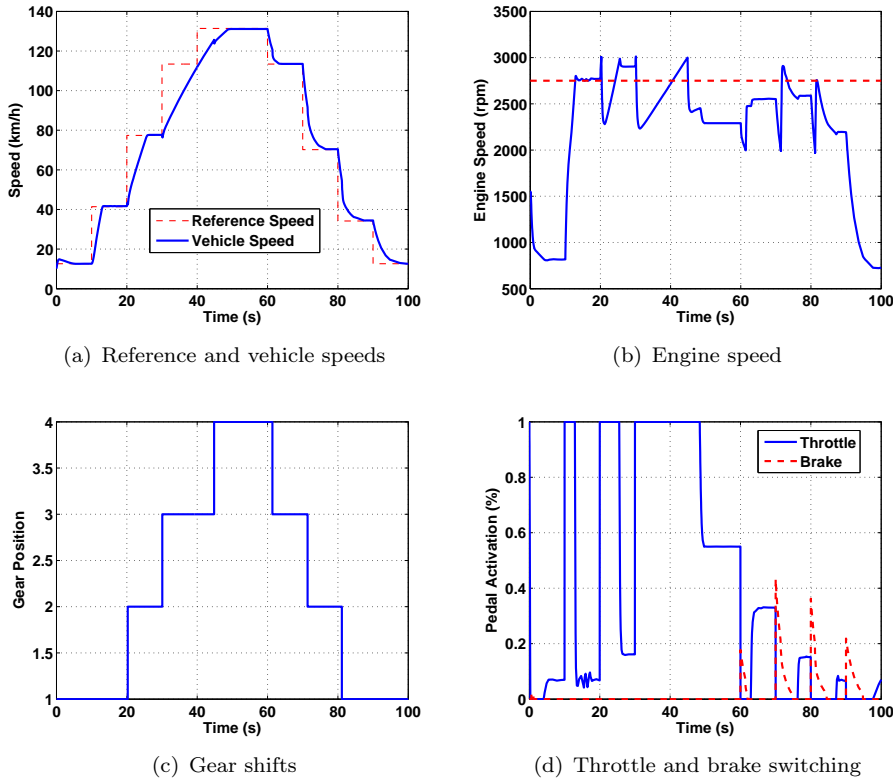 140
120
100
80
60
40
20
0
Speed (km/h)
0 20 40 60 80 100
Time (s)
Reference Speed
Vehicle Speed
(a) Reference and vehicle speeds
3500
3000
2500
2000
1500
1000
500
Engine Speed (rpm)
0 20 40 60 80 100
Time (s)
(b) Engine speed
4
3.5
3
2.5
2
1.5
1
Gear Position
0 20 40 60 80 100
Time (s)
(c) Gear shifts
1
0.8
0.6
0.4
0.2
0
Pedal Activation (%)
0 20 40 60 80 100
Time (s)
Throttle
Brake
(d) Throttle and brake switching